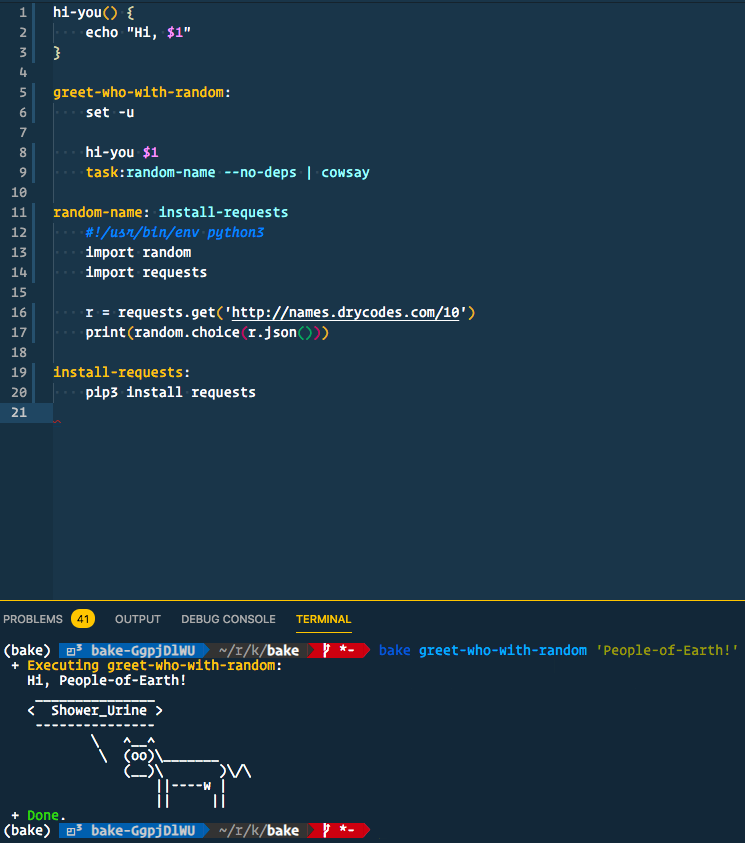 1 hi-you() {
2     echo "Hi, $1"
3 }
4
5 greet-who-with-random:
6     set -u
7
8     hi-you $1
9     task:random-name --no-deps | cowsay
10
11 random-name: install-requests
12     #!/usr/bin/env python3
13     import random
14     import requests
15
16     r = requests.get('http://names.drycodes.com/10')
17     print(random.choice(r.json()))
18
19 install-requests:
20     pip3 install requests
21
PROBLEMS 41 OUTPUT DEBUG CONSOLE TERMINAL
(bake) bake-GgpjDlWU ~/r/k/bake *- bake greet-who-with-random 'People-of-Earth!'
 + Executing greet-who-with-random:
   Hi, People-of-Earth!
    _______________
   <  Shower_Urine >
    ---------------
           \   ^__^
            \  (oo)\_______
               (__)\       )\/\
                   ||----w |
                   ||     ||
 + Done.
(bake) bake-GgpjDlWU ~/r/k/bake *-